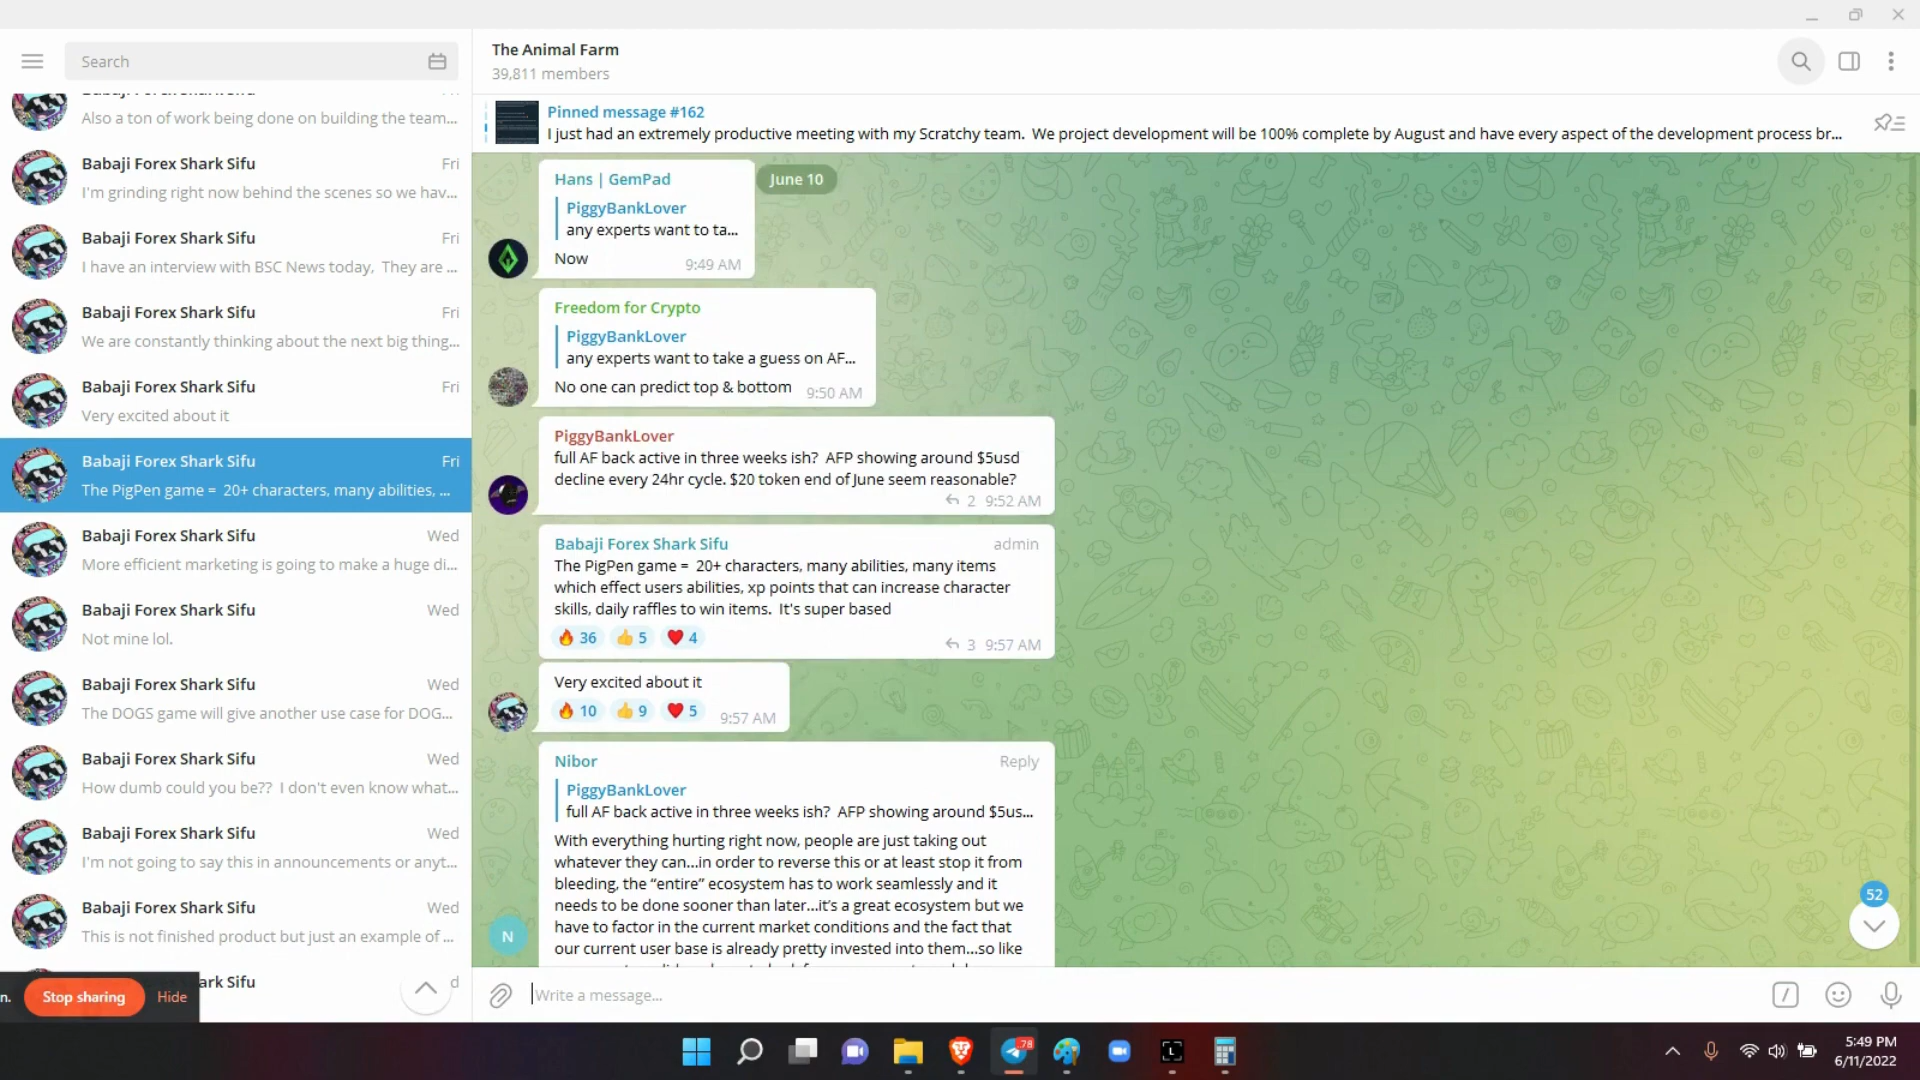 Search
Fri
Also a ton of work being done on building the team...
Babaji Forex Shark Sifu
Fri
I'm grinding right now behind the scenes so we hav...
Babaji Forex Shark Sifu
Fri
I have an interview with BSC News today,  They are ...
Babaji Forex Shark Sifu
Fri
We are constantly thinking about the next big thing...
Babaji Forex Shark Sifu
Fri
Very excited about it
Babaji Forex Shark Sifu
Fri
The PigPen game =  20+ characters, many abilities, ...
Babaji Forex Shark Sifu
Wed
More efficient marketing is going to make a huge di...
Babaji Forex Shark Sifu
Wed
Not mine lol.
Babaji Forex Shark Sifu
Wed
The DOGS game will give another use case for DOG...
Babaji Forex Shark Sifu
Wed
How dumb could you be??  I don't even know what...
Babaji Forex Shark Sifu
Wed
I'm not going to say this in announcements or anyt...
Babaji Forex Shark Sifu
Wed
This is not finished product but just an example of ...
ark Sifu
d
n.
Stop sharing
Hide
The Animal Farm
39,811 members
Pinned message #162
I just had an extremely productive meeting with my Scratchy team.  We project development will be 100% complete by August and have every aspect of the development process br...
June 10
Hans | GemPad
PiggyBankLover
any experts want to ta...
Now
9:49 AM
Freedom for Crypto
PiggyBankLover
any experts want to take a guess on AF...
No one can predict top & bottom
9:50 AM
PiggyBankLover
full AF back active in three weeks ish?  AFP showing around $5usd
decline every 24hr cycle. $20 token end of June seem reasonable?
2 9:52 AM
Babaji Forex Shark Sifu
admin
The PigPen game =  20+ characters, many abilities, many items
which effect users abilities, xp points that can increase character
skills, daily raffles to win items.  It's super based
36 5 4
3 9:57 AM
Very excited about it
10 9 5
9:57 AM
Nibor
Reply
PiggyBankLover
full AF back active in three weeks ish?  AFP showing around $5us...
With everything hurting right now, people are just taking out
whatever they can...in order to reverse this or at least stop it from
bleeding, the “entire” ecosystem has to work seamlessly and it
needs to be done sooner than later...it’s a great ecosystem but we
have to factor in the current market conditions and the fact that
our current user base is already pretty invested into them...so like
N
52
Write a message...
78
L
5:49 PM
6/11/2022